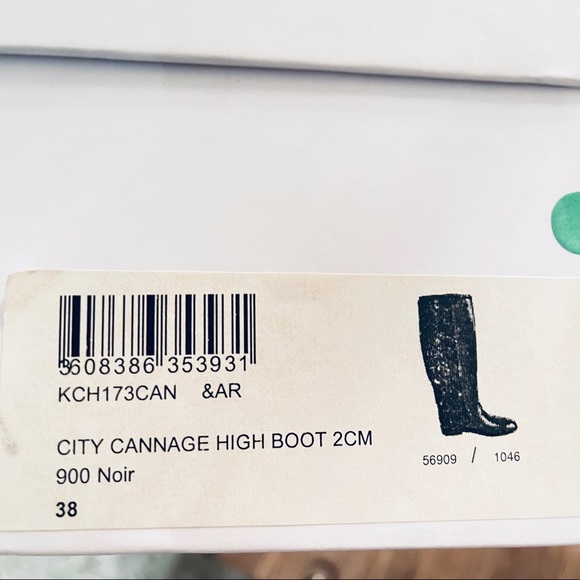 3608386 353931
KCH173CAN &AR
CITY CANNAGE HIGH BOOT 2CM
900 Noir
38
56909 / 1046